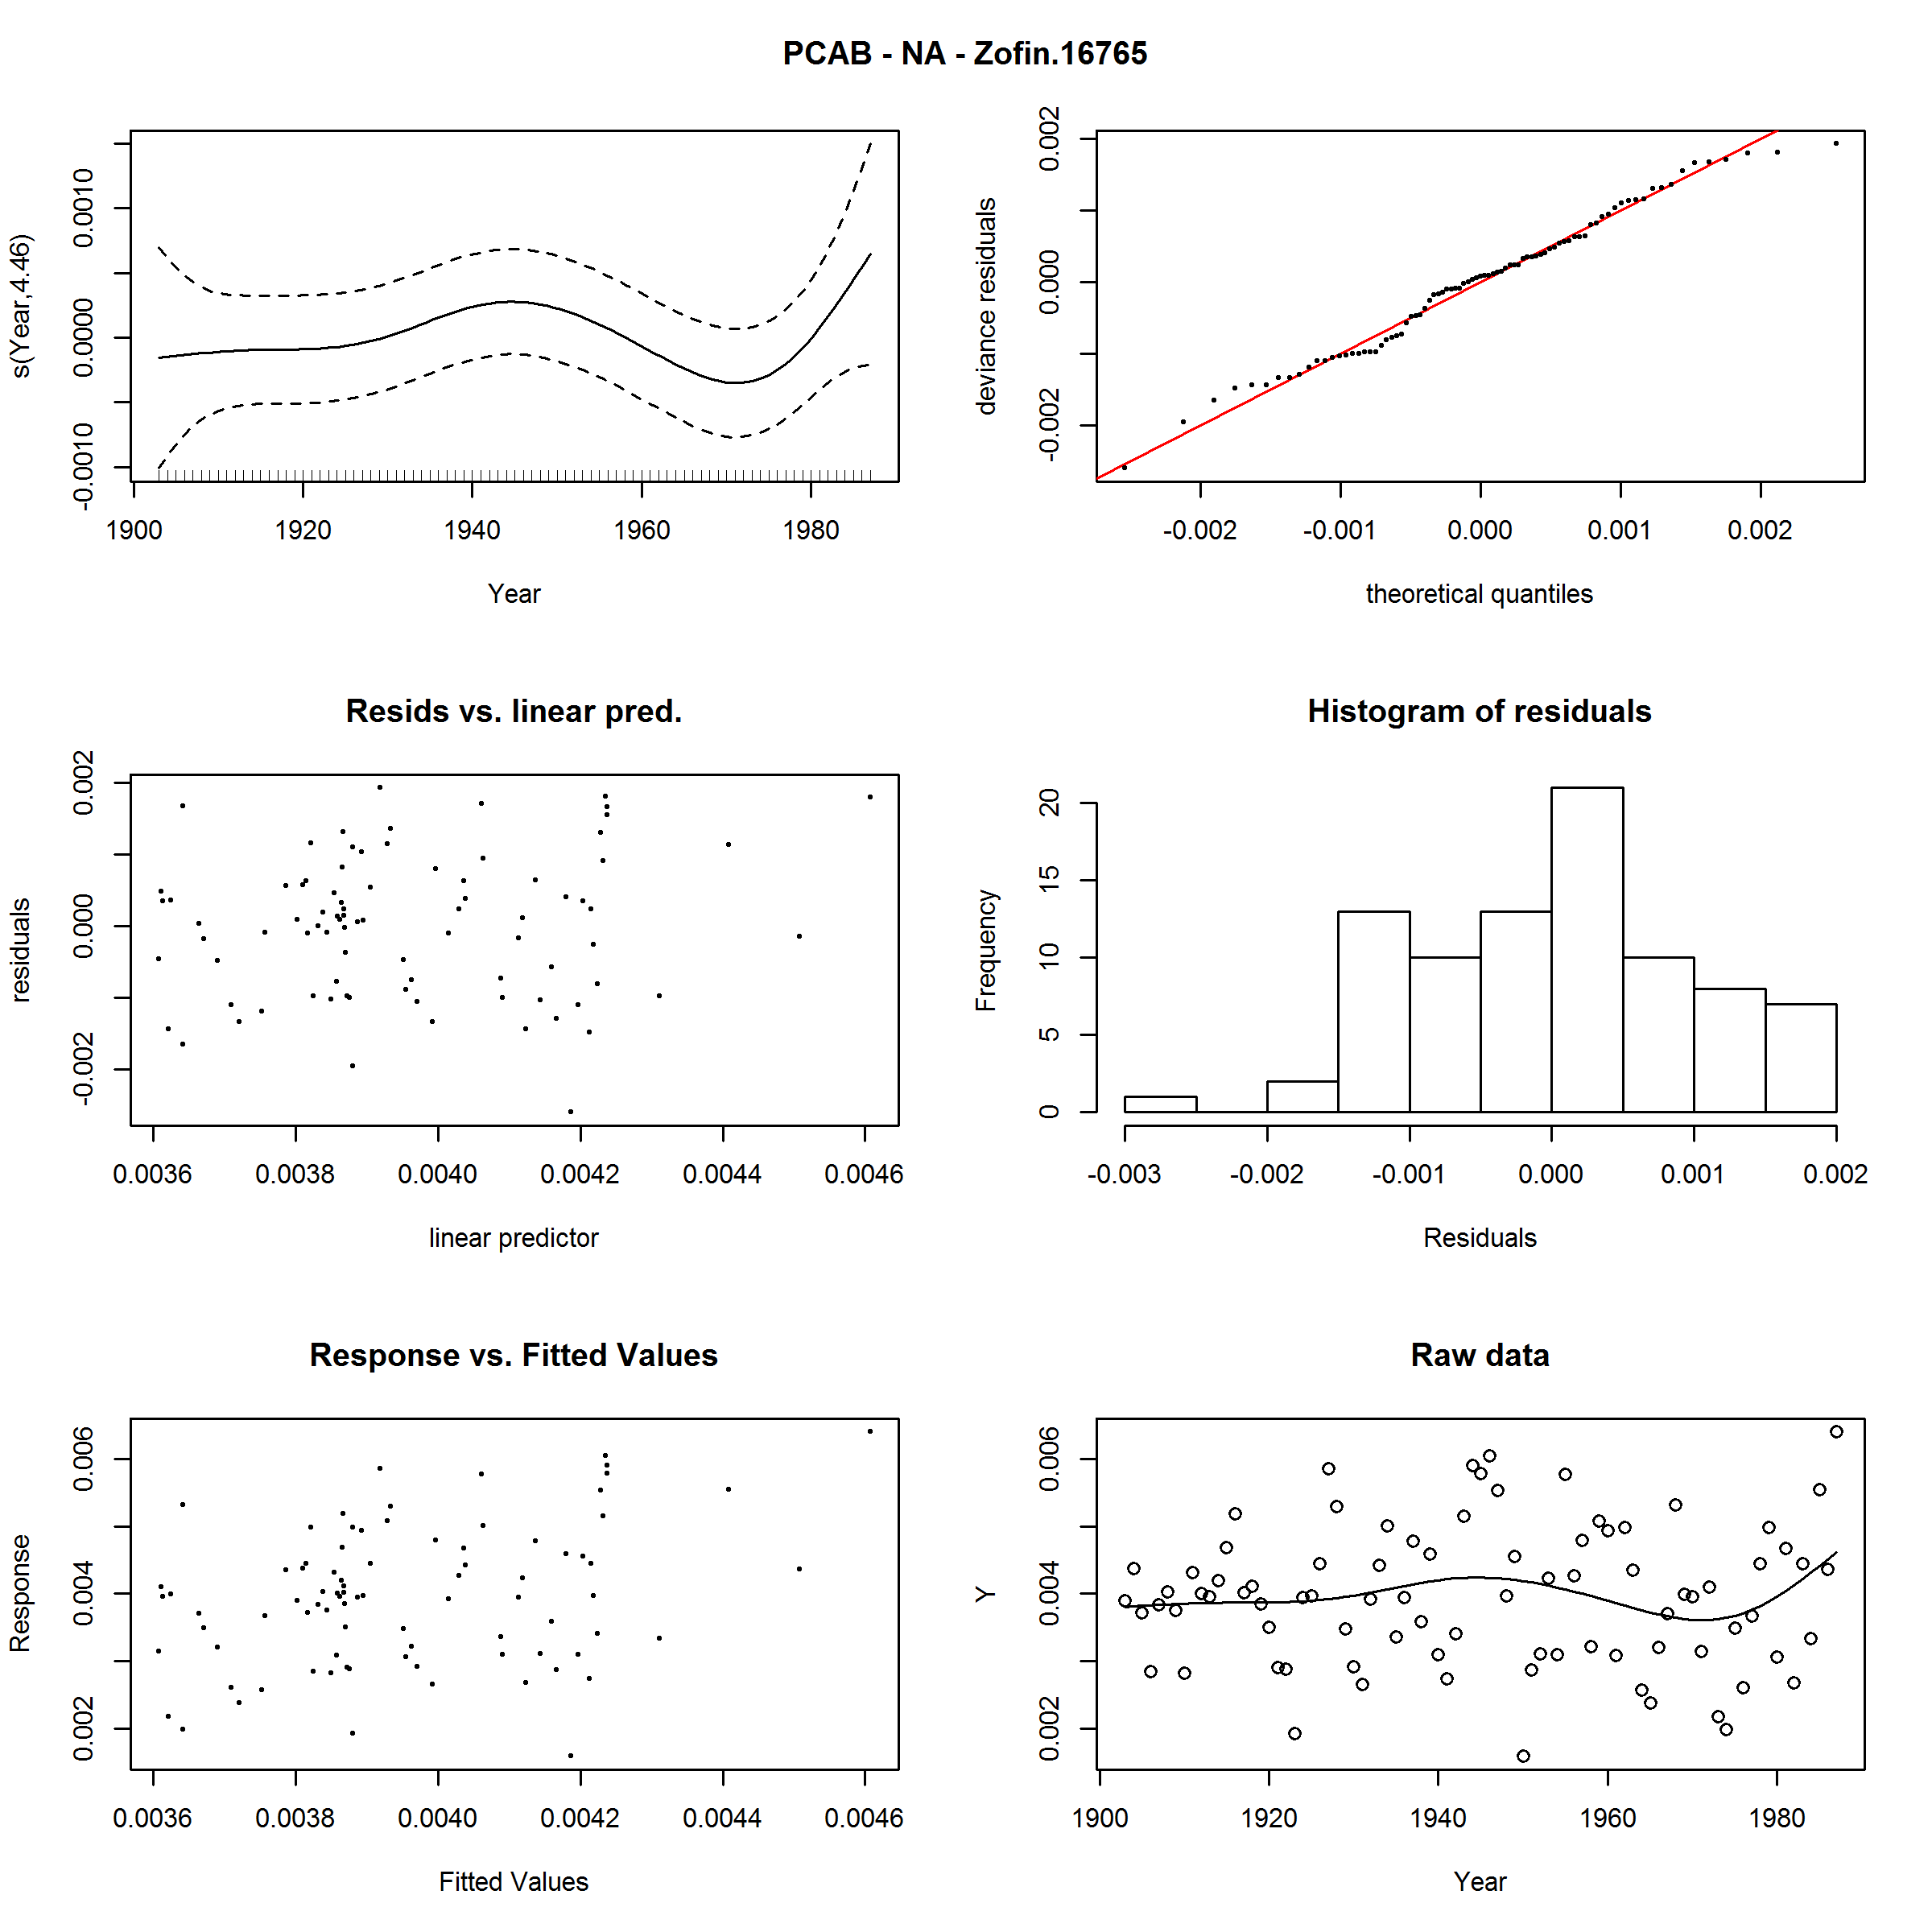 PCAB - NA - Zofin.16765
s(Year,4.46)
-0.0010 0.0000 0.0010
1900 1920 1940 1960 1980
Year
deviance residuals
-0.002 0.000 0.002
-0.002 -0.001 0.000 0.001 0.002
theoretical quantiles
Resids vs. linear pred.
residuals
-0.002 0.000 0.002
0.0036 0.0038 0.0040 0.0042 0.0044 0.0046
linear predictor
Histogram of residuals
Frequency
0 5 10 15 20
-0.003 -0.002 -0.001 0.000 0.001 0.002
Residuals
Response vs. Fitted Values
Response
0.002 0.004 0.006
0.0036 0.0038 0.0040 0.0042 0.0044 0.0046
Fitted Values
Raw data
Y
0.002 0.004 0.006
1900 1920 1940 1960 1980
Year